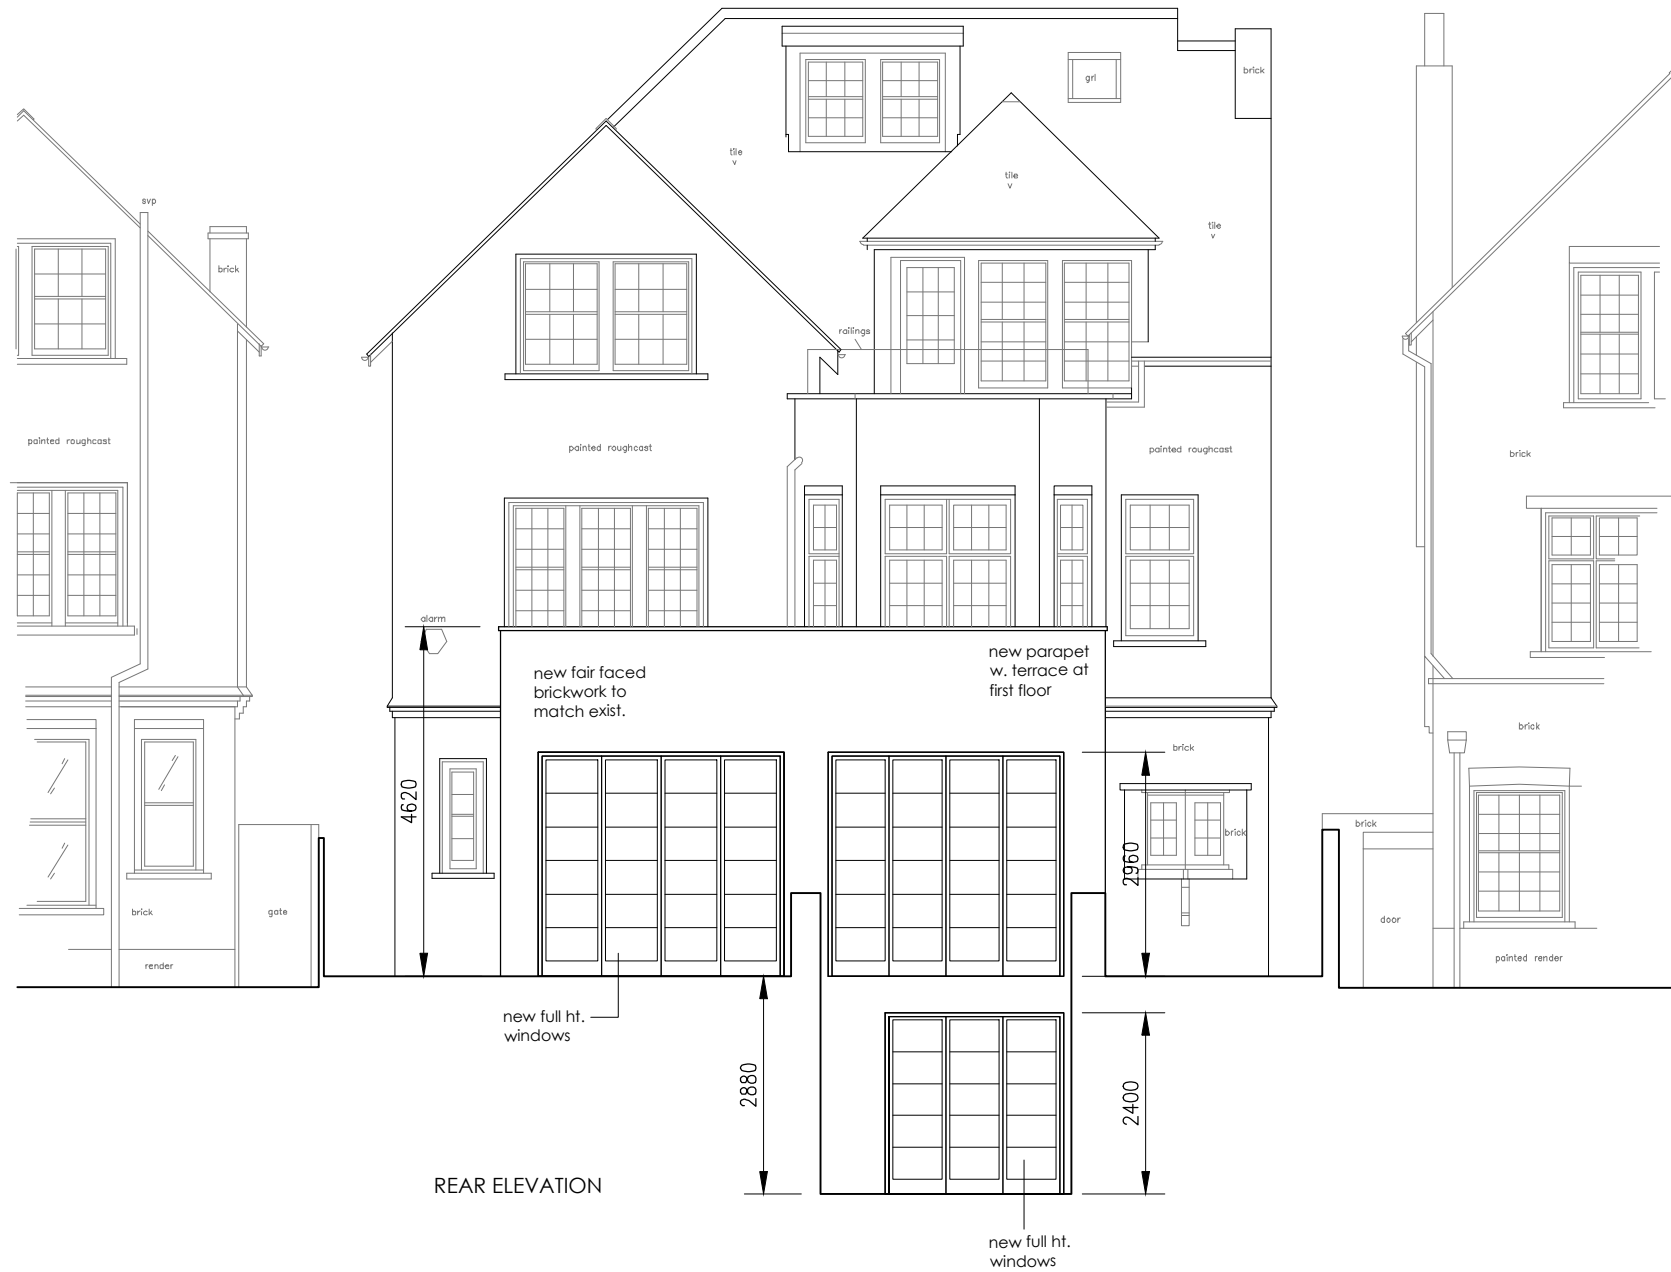 brick
grl
tile
v
tile
v
svp
tile
v
brick
railings
painted roughcast
painted roughcast
painted roughcast
brick
alarm
new fair faced
brickwork to
match exist.
new parapet
w. terrace at
first floor
brick
brick
4620
brick
brick
2960
brick
gate
door
render
painted render
new full ht.
windows
2880
2400
REAR ELEVATION
new full ht.
windows